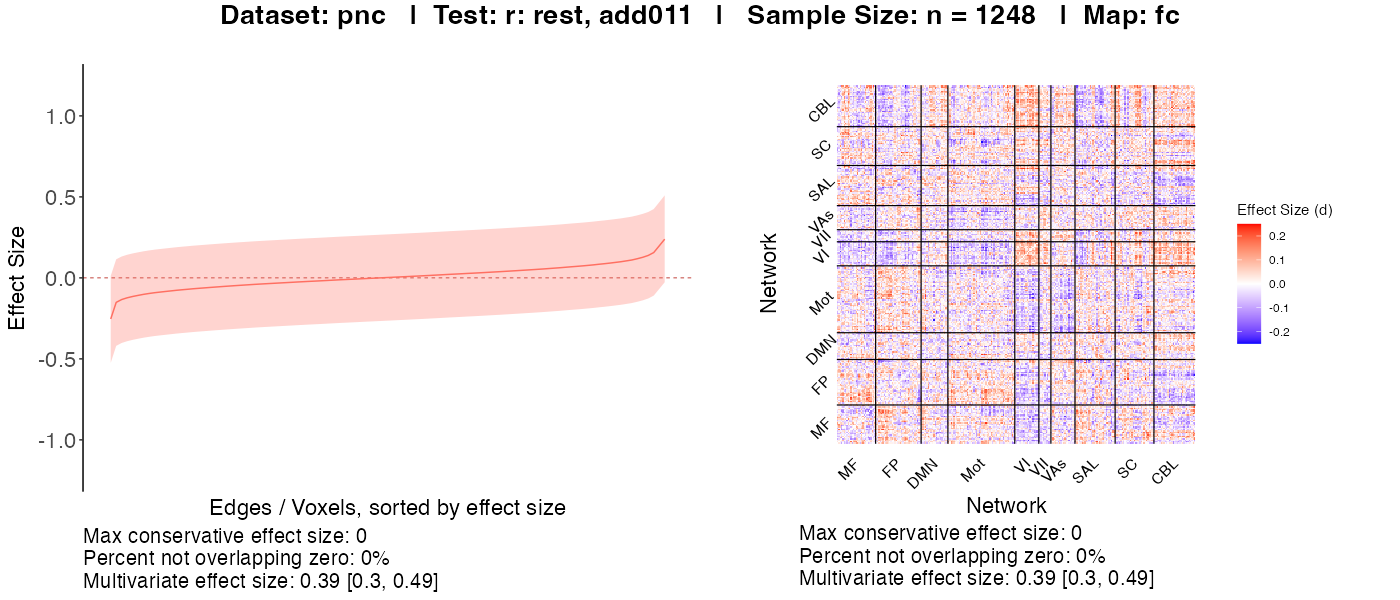 Dataset: pnc   |   Test: r: rest, add011   |   Sample Size: n = 1248   |   Map: fc
Effect Size
1.0
0.5
0.0
-0.5
-1.0
Edges / Voxels, sorted by effect size
Max conservative effect size: 0
Percent not overlapping zero: 0%
Multivariate effect size: 0.39 [0.3, 0.49]
Network
CBL
SC
SAL
VAs
VII
VI
Mot
DMN
FP
MF
MF
FP
DMN
Mot
VI
VII
VAs
SAL
SC
CBL
Network
Max conservative effect size: 0
Percent not overlapping zero: 0%
Multivariate effect size: 0.39 [0.3, 0.49]
Effect Size (d)
0.2
0.1
0.0
-0.1
-0.2